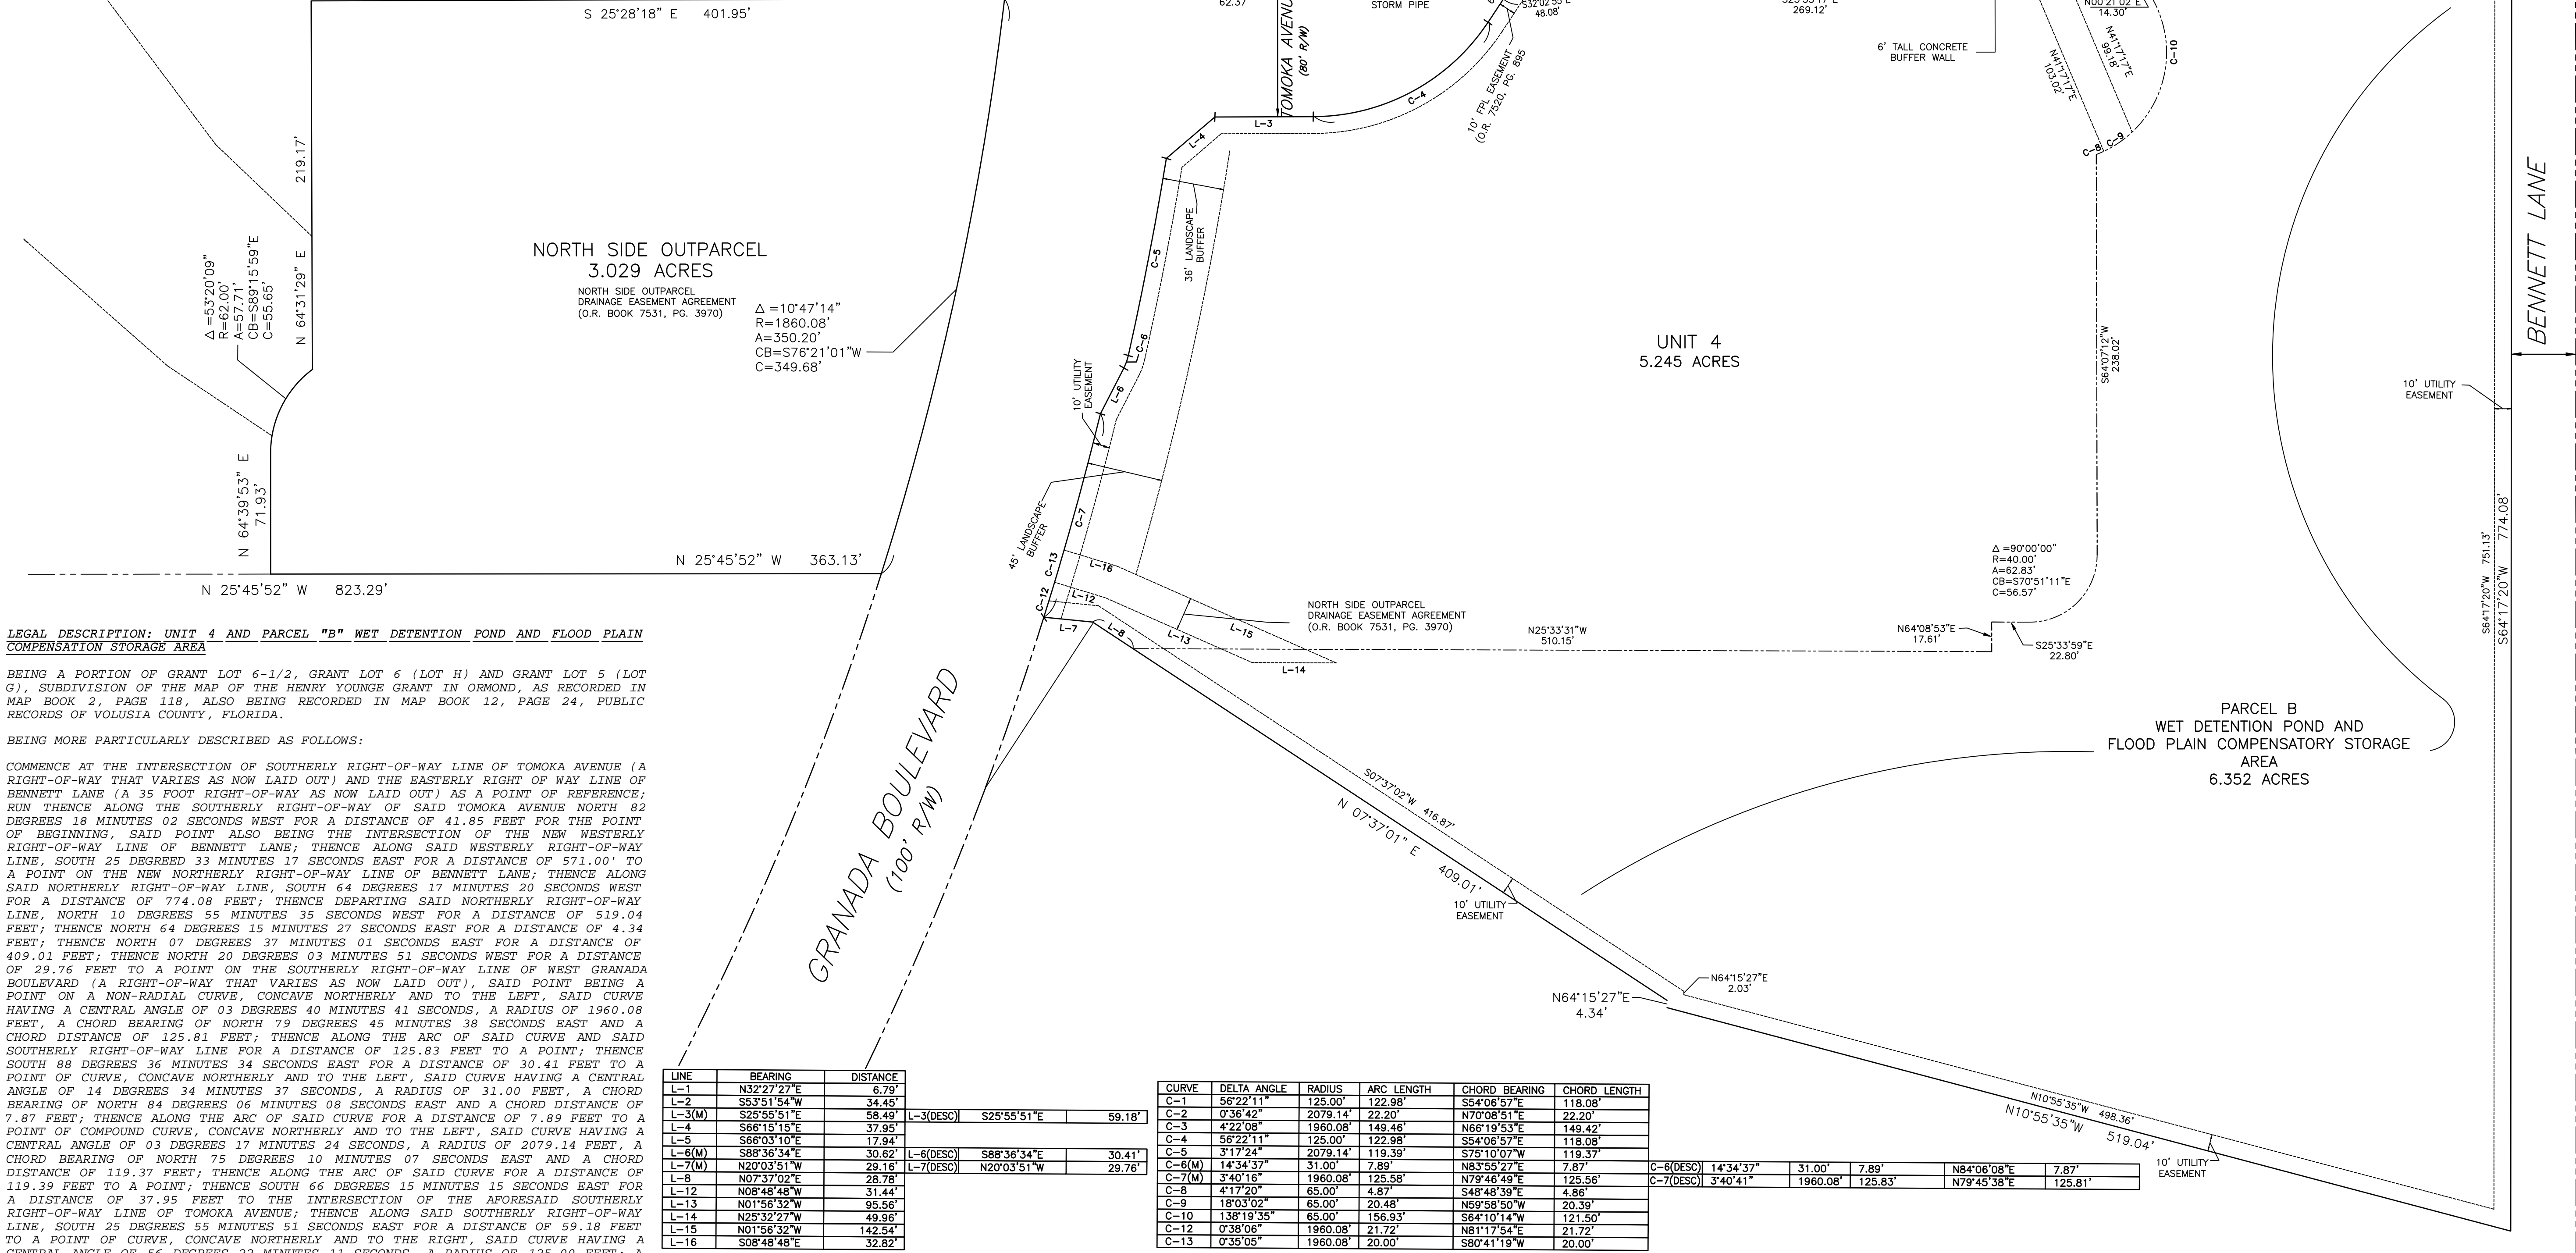 S 25°28'18" E 401.95'
62.37
TOMOKA AVENU
(80' R/W)
STORM PIPE
S32°02'55"E
48.08'
269.12'
N00°21'02"E
14.30'
6' TALL CONCRETE
BUFFER WALL
N41°17'17"E
103.02'
N41°17'17"E
99.18'
C-10
C-8
C-9
C-4
10' FPL EASEMENT
(O.R. 7520, PG. 895
L-3
L-4
219.17'
N 64°31'29" E
Δ =53°20'09"
R=62.00'
A=57.71'
CB=S89°15'59"E
C=55.65'
NORTH SIDE OUTPARCEL
3.029 ACRES
NORTH SIDE OUTPARCEL
DRAINAGE EASEMENT AGREEMENT
(O.R. BOOK 7531, PG. 3970)
Δ =10°47'14"
R=1860.08'
A=350.20'
CB=S76°21'01"W
C=349.68'
36' LANDSCAPE
BUFFER
C-5
C-6
L-6
10' UTILITY
EASEMENT
UNIT 4
5.245 ACRES
S64°07'12"W
238.02'
BENNETT LANE
10' UTILITY
EASEMENT
N 64°39'53" E
71.93'
N 25°45'52" W 363.13'
N 25°45'52" W 823.29'
45' LANDSCAPE
BUFFER
C-7
C-13
C-12
L-16
L-12
L-7
L-8
L-13
L-15
L-14
NORTH SIDE OUTPARCEL
DRAINAGE EASEMENT AGREEMENT
(O.R. BOOK 7531, PG. 3970)
N25°33'31"W
510.15'
Δ =90°00'00"
R=40.00'
A=62.83'
CB=S70°51'11"E
C=56.57'
N64°08'53"E
17.61'
S25°33'59"E
22.80'
S64°17'20"W 751.13'
S64°17'20"W 774.08'
PARCEL B
WET DETENTION POND AND
FLOOD PLAIN COMPENSATORY STORAGE
AREA
6.352 ACRES
GRANADA BOULEVARD
(100' R/W)
S07°37'02"W 416.87'
N 07°37'01" E 409.01'
10' UTILITY
EASEMENT
N64°15'27"E
2.03'
N64°15'27"E
4.34'
N10°55'35"W 498.36'
N10°55'35"W 519.04'
10' UTILITY
EASEMENT
LEGAL DESCRIPTION: UNIT 4 AND PARCEL "B" WET DETENTION POND AND FLOOD PLAIN
COMPENSATION STORAGE AREA
BEING A PORTION OF GRANT LOT 6-1/2, GRANT LOT 6 (LOT H) AND GRANT LOT 5 (LOT
G), SUBDIVISION OF THE MAP OF THE HENRY YOUNGE GRANT IN ORMOND, AS RECORDED IN
MAP BOOK 2, PAGE 118, ALSO BEING RECORDED IN MAP BOOK 12, PAGE 24, PUBLIC
RECORDS OF VOLUSIA COUNTY, FLORIDA.
BEING MORE PARTICULARLY DESCRIBED AS FOLLOWS:
COMMENCE AT THE INTERSECTION OF SOUTHERLY RIGHT-OF-WAY LINE OF TOMOKA AVENUE (A
RIGHT-OF-WAY THAT VARIES AS NOW LAID OUT) AND THE EASTERLY RIGHT OF WAY LINE OF
BENNETT LANE (A 35 FOOT RIGHT-OF-WAY AS NOW LAID OUT) AS A POINT OF REFERENCE;
RUN THENCE ALONG THE SOUTHERLY RIGHT-OF-WAY OF SAID TOMOKA AVENUE NORTH 82
DEGREES 18 MINUTES 02 SECONDS WEST FOR A DISTANCE OF 41.85 FEET FOR THE POINT
OF BEGINNING, SAID POINT ALSO BEING THE INTERSECTION OF THE NEW WESTERLY
RIGHT-OF-WAY LINE OF BENNETT LANE; THENCE ALONG SAID WESTERLY RIGHT-OF-WAY
LINE, SOUTH 25 DEGREED 33 MINUTES 17 SECONDS EAST FOR A DISTANCE OF 571.00' TO
A POINT ON THE NEW NORTHERLY RIGHT-OF-WAY LINE OF BENNETT LANE; THENCE ALONG
SAID NORTHERLY RIGHT-OF-WAY LINE, SOUTH 64 DEGREES 17 MINUTES 20 SECONDS WEST
FOR A DISTANCE OF 774.08 FEET; THENCE DEPARTING SAID NORTHERLY RIGHT-OF-WAY
LINE, NORTH 10 DEGREES 55 MINUTES 35 SECONDS WEST FOR A DISTANCE OF 519.04
FEET; THENCE NORTH 64 DEGREES 15 MINUTES 27 SECONDS EAST FOR A DISTANCE OF 4.34
FEET; THENCE NORTH 07 DEGREES 37 MINUTES 01 SECONDS EAST FOR A DISTANCE OF
409.01 FEET; THENCE NORTH 20 DEGREES 03 MINUTES 51 SECONDS WEST FOR A DISTANCE
OF 29.76 FEET TO A POINT ON THE SOUTHERLY RIGHT-OF-WAY LINE OF WEST GRANADA
BOULEVARD (A RIGHT-OF-WAY THAT VARIES AS NOW LAID OUT), SAID POINT BEING A
POINT ON A NON-RADIAL CURVE, CONCAVE NORTHERLY AND TO THE LEFT, SAID CURVE
HAVING A CENTRAL ANGLE OF 03 DEGREES 40 MINUTES 41 SECONDS, A RADIUS OF 1960.08
FEET, A CHORD BEARING OF NORTH 79 DEGREES 45 MINUTES 38 SECONDS EAST AND A
CHORD DISTANCE OF 125.81 FEET; THENCE ALONG THE ARC OF SAID CURVE AND SAID
SOUTHERLY RIGHT-OF-WAY LINE FOR A DISTANCE OF 125.83 FEET TO A POINT; THENCE
SOUTH 88 DEGREES 36 MINUTES 34 SECONDS EAST FOR A DISTANCE OF 30.41 FEET TO A
POINT OF CURVE, CONCAVE NORTHERLY AND TO THE LEFT, SAID CURVE HAVING A CENTRAL
ANGLE OF 14 DEGREES 34 MINUTES 37 SECONDS, A RADIUS OF 31.00 FEET, A CHORD
BEARING OF NORTH 84 DEGREES 06 MINUTES 08 SECONDS EAST AND A CHORD DISTANCE OF
7.87 FEET; THENCE ALONG THE ARC OF SAID CURVE FOR A DISTANCE OF 7.89 FEET TO A
POINT OF COMPOUND CURVE, CONCAVE NORTHERLY AND TO THE LEFT, SAID CURVE HAVING A
CENTRAL ANGLE OF 03 DEGREES 17 MINUTES 24 SECONDS, A RADIUS OF 2079.14 FEET, A
CHORD BEARING OF NORTH 75 DEGREES 10 MINUTES 07 SECONDS EAST AND A CHORD
DISTANCE OF 119.37 FEET; THENCE ALONG THE ARC OF SAID CURVE FOR A DISTANCE OF
119.39 FEET TO A POINT; THENCE SOUTH 66 DEGREES 15 MINUTES 15 SECONDS EAST FOR
A DISTANCE OF 37.95 FEET TO THE INTERSECTION OF THE AFORESAID SOUTHERLY
RIGHT-OF-WAY LINE OF TOMOKA AVENUE; THENCE ALONG SAID SOUTHERLY RIGHT-OF-WAY
LINE, SOUTH 25 DEGREES 55 MINUTES 51 SECONDS EAST FOR A DISTANCE OF 59.18 FEET
TO A POINT OF CURVE, CONCAVE NORTHERLY AND TO THE RIGHT, SAID CURVE HAVING A
CENTRAL ANGLE OF 56 DEGREES 22 MINUTES 11 SECONDS, A RADIUS OF 125.00 FEET; A
LINE BEARING DISTANCE
L-1 N32°27'27"E 6.79'
L-2 S53°51'54"W 34.45'
L-3(M) S25°55'51"E 58.49' L-3(DESC) S25°55'51"E 59.18'
L-4 S66°15'15"E 37.95'
L-5 S66°03'10"E 17.94'
L-6(M) S88°36'34"E 30.62' L-6(DESC) S88°36'34"E 30.41'
L-7(M) N20°03'51"W 29.16' L-7(DESC) N20°03'51"W 29.76'
L-8 N07°37'02"E 28.78'
L-12 N08°48'48"W 31.44'
L-13 N01°56'32"W 95.56'
L-14 N25°32'27"W 49.96'
L-15 N01°56'32"W 142.54'
L-16 S08°48'48"E 32.82'
CURVE DELTA ANGLE RADIUS ARC LENGTH CHORD BEARING CHORD LENGTH
C-1 56°22'11" 125.00' 122.98' S54°06'57"E 118.08'
C-2 0°36'42" 2079.14' 22.20' N70°08'51"E 22.20'
C-3 4°22'08" 1960.08' 149.46' N66°19'53"E 149.42'
C-4 56°22'11" 125.00' 122.98' S54°06'57"E 118.08'
C-5 3°17'24" 2079.14' 119.39' S75°10'07"W 119.37'
C-6(M) 14°34'37" 31.00' 7.89' N83°55'27"E 7.87' C-6(DESC) 14°34'37" 31.00' 7.89' N84°06'08"E 7.87'
C-7(M) 3°40'16" 1960.08' 125.58' N79°46'49"E 125.56' C-7(DESC) 3°40'41" 1960.08' 125.83' N79°45'38"E 125.81'
C-8 4°17'20" 65.00' 4.87' S48°48'39"E 4.86'
C-9 18°03'02" 65.00' 20.48' N59°58'50"W 20.39'
C-10 138°19'35" 65.00' 156.93' S64°10'14"W 121.50'
C-12 0°38'06" 1960.08' 21.72' N81°17'54"E 21.72'
C-13 0°35'05" 1960.08' 20.00' S80°41'19"W 20.00'